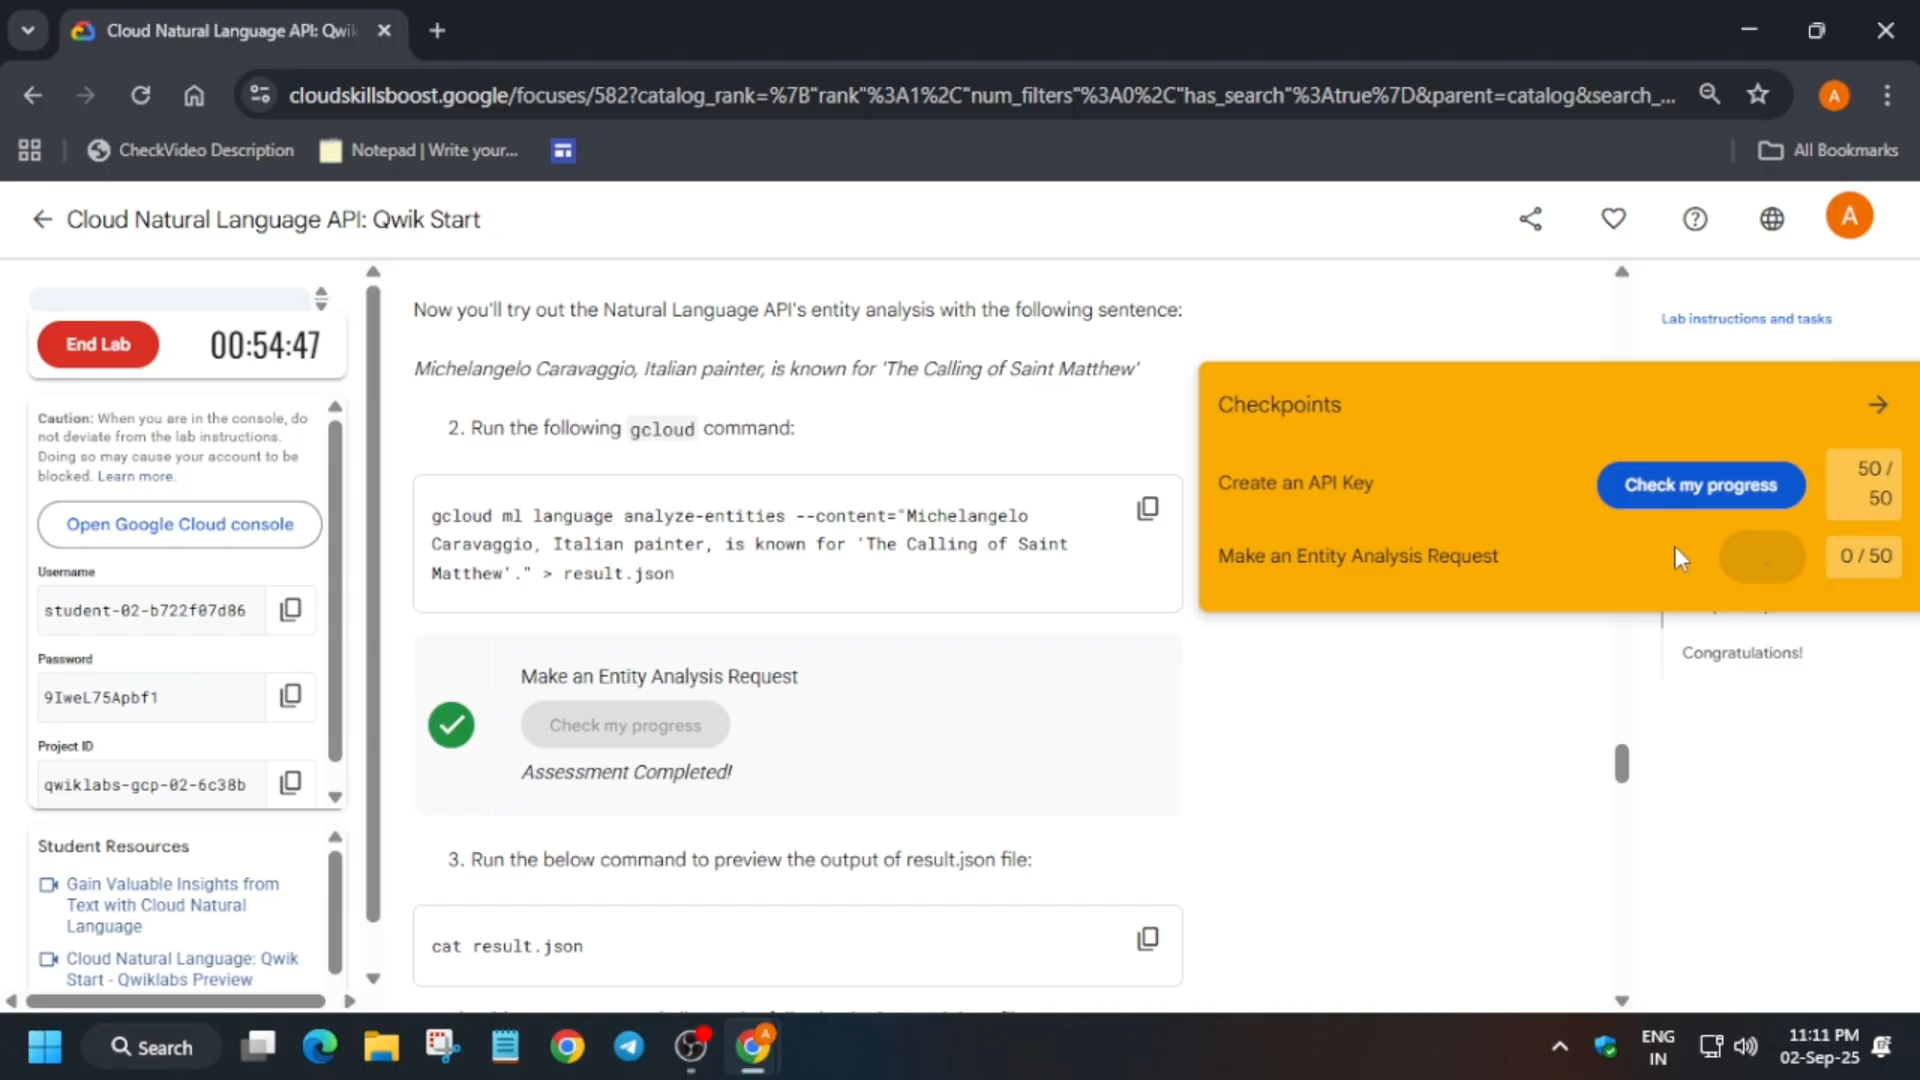 Cloud Natural Language API: Qwik
cloudskillsboost.google/focuses/582?catalog_rank=%7B"rank"%3A1%2C"num_filters"%3A0%2C"has_search"%3Atrue%7D&parent=catalog&search_...
A
CheckVideo Description
Notepad | Write your...
All Bookmarks
Cloud Natural Language API: Qwik Start
A
End Lab
00:54:47
Caution: When you are in the console, do
not deviate from the lab instructions.
Doing so may cause your account to be
blocked. Learn more.
Open Google Cloud console
Username
student-02-b722f07d86
Password
9IweL75Apbf1
Project ID
qwiklabs-gcp-02-6c38b
Student Resources
Gain Valuable Insights from
Text with Cloud Natural
Language
Cloud Natural Language: Qwik
Start - Qwiklabs Preview
Now you'll try out the Natural Language API's entity analysis with the following sentence:
Michelangelo Caravaggio, Italian painter, is known for 'The Calling of Saint Matthew'
2. Run the following gcloud command:
gcloud ml language analyze-entities --content="Michelangelo
Caravaggio, Italian painter, is known for 'The Calling of Saint
Matthew'." > result.json
Make an Entity Analysis Request
Check my progress
Assessment Completed!
3. Run the below command to preview the output of result.json file:
cat result.json
Lab instructions and tasks
Checkpoints
Create an API Key
Check my progress
50 /
50
Make an Entity Analysis Request
0 / 50
Congratulations!
Search
A
ENG
IN
11:11 PM
02-Sep-25